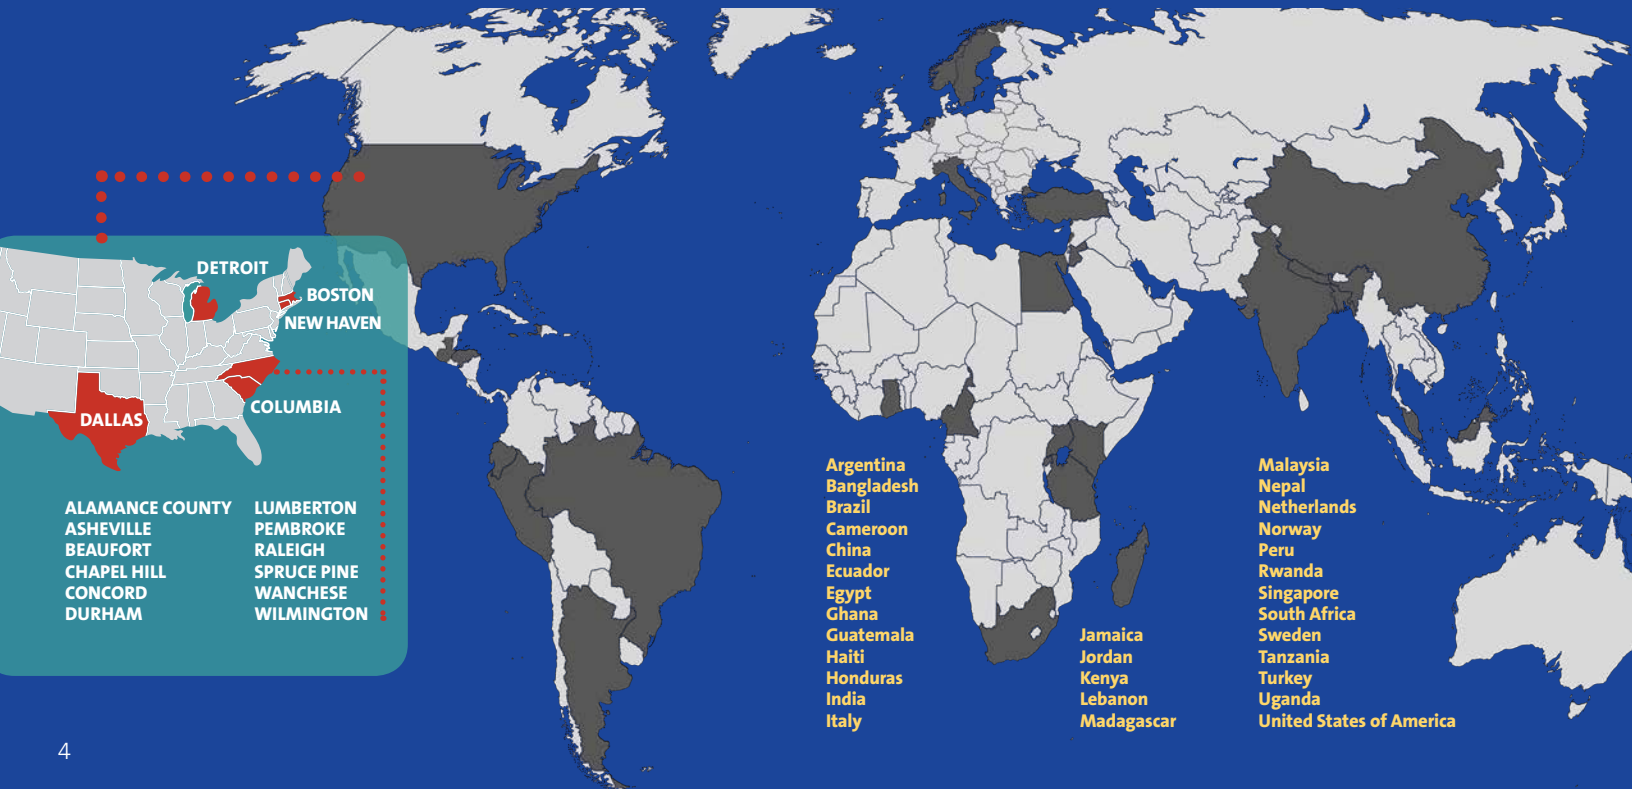 DETROIT
BOSTON
NEW HAVEN
COLUMBIA
DALLAS
ALAMANCE COUNTY
ASHEVILLE
BEAUFORT
CHAPEL HILL
CONCORD
DURHAM
LUMBERTON
PEMBROKE
RALEIGH
SPRUCE PINE
WANCHESE
WILMINGTON
Argentina
Bangladesh
Brazil
Cameroon
China
Ecuador
Egypt
Ghana
Guatemala
Haiti
Honduras
India
Italy
Jamaica
Jordan
Kenya
Lebanon
Madagascar
Malaysia
Nepal
Netherlands
Norway
Peru
Rwanda
Singapore
South Africa
Sweden
Tanzania
Turkey
Uganda
United States of America
4